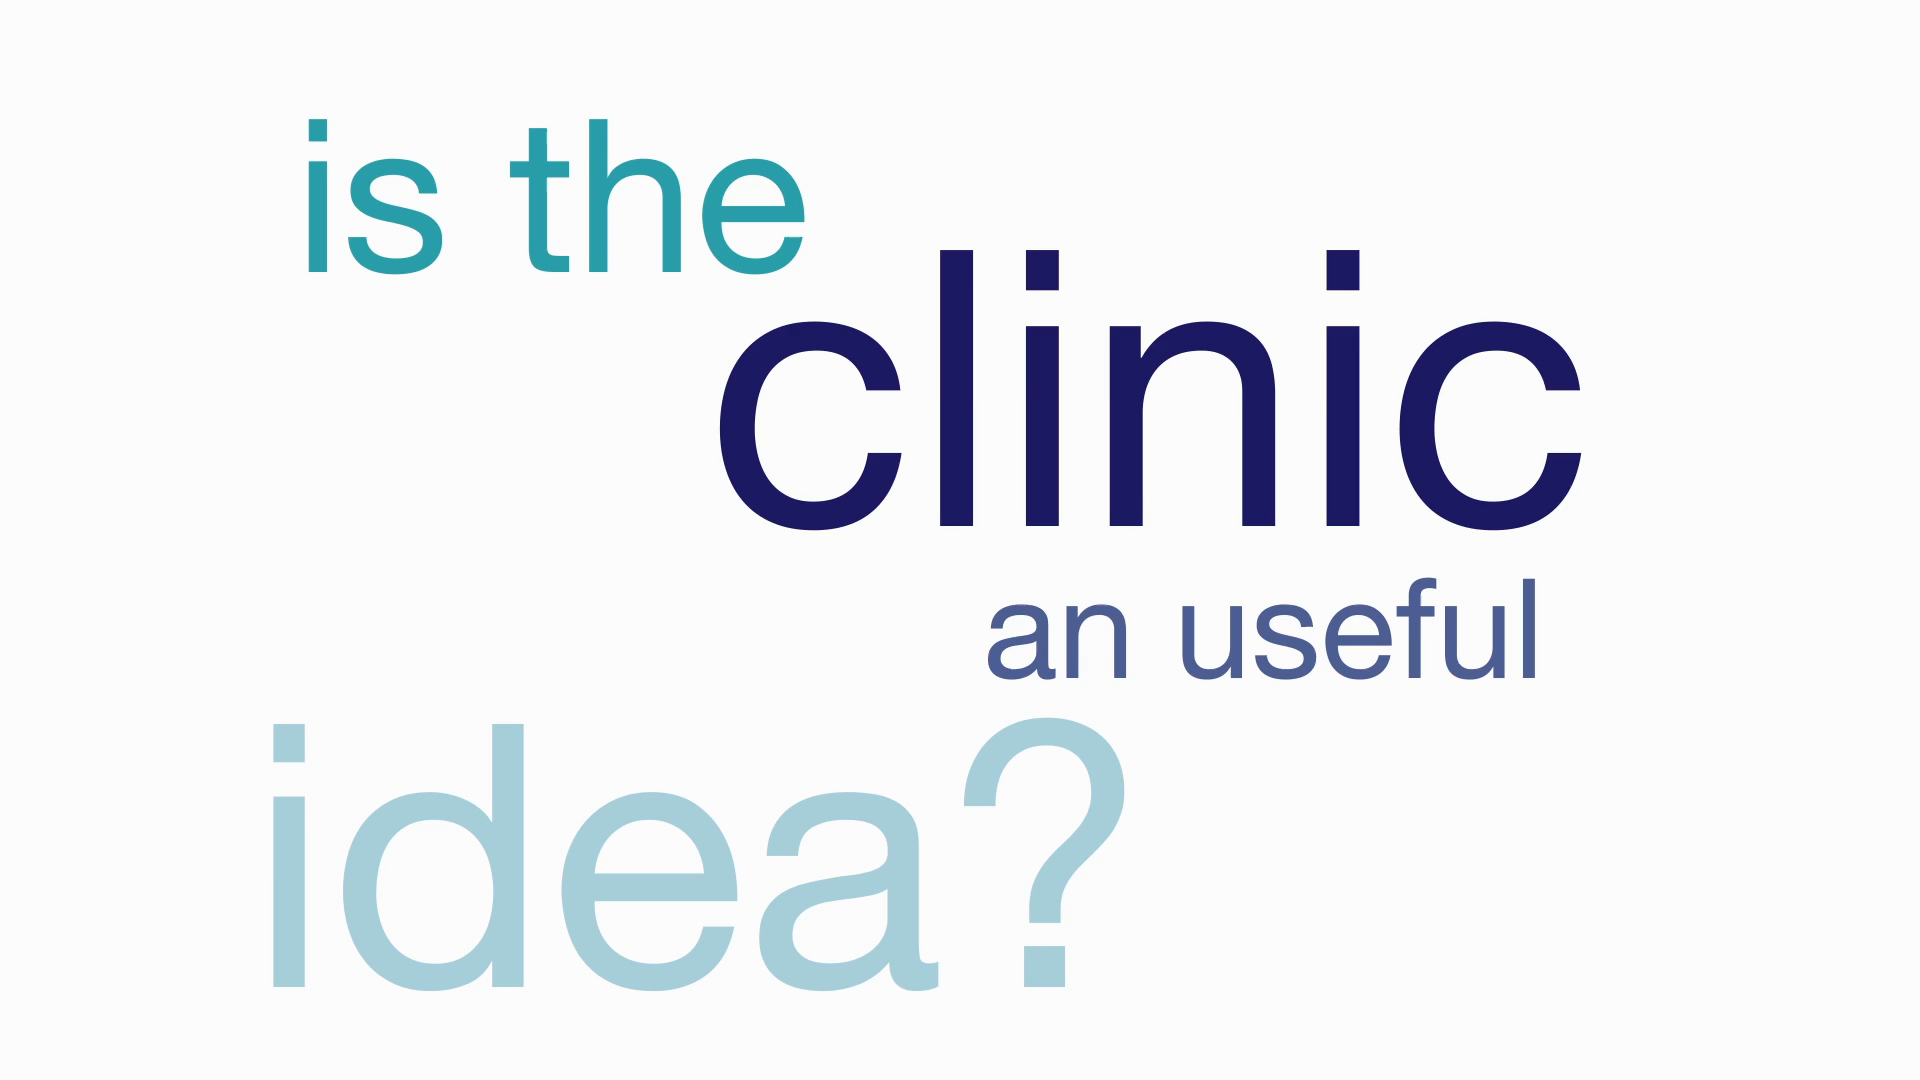 is the
clinic
an useful
idea?